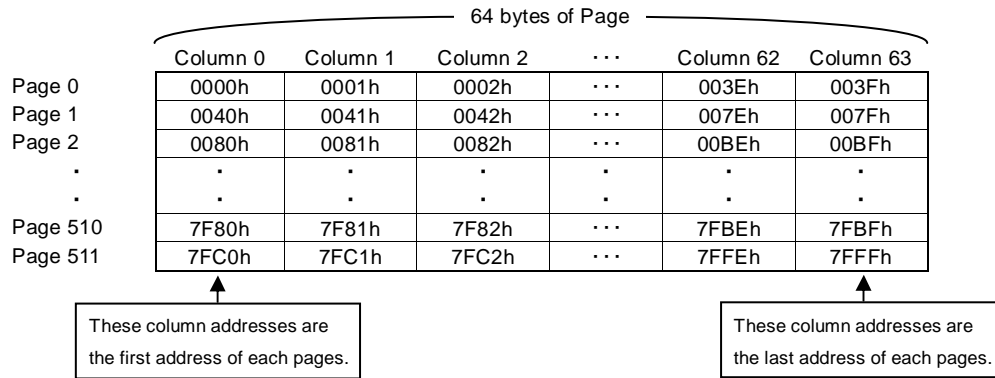 64 bytes of Page
Column 0 Column 1 Column 2 ··· Column 62 Column 63
Page 0 0000h 0001h 0002h ··· 003Eh 003Fh
Page 1 0040h 0041h 0042h ··· 007Eh 007Fh
Page 2 0080h 0081h 0082h ··· 00BEh 00BFh
· · · · · · ·
· · · · · · ·
Page 510 7F80h 7F81h 7F82h ··· 7FBEh 7FBFh
Page 511 7FC0h 7FC1h 7FC2h ··· 7FFEh 7FFFh
These column addresses are
the first address of each pages.
These column addresses are
the last address of each pages.